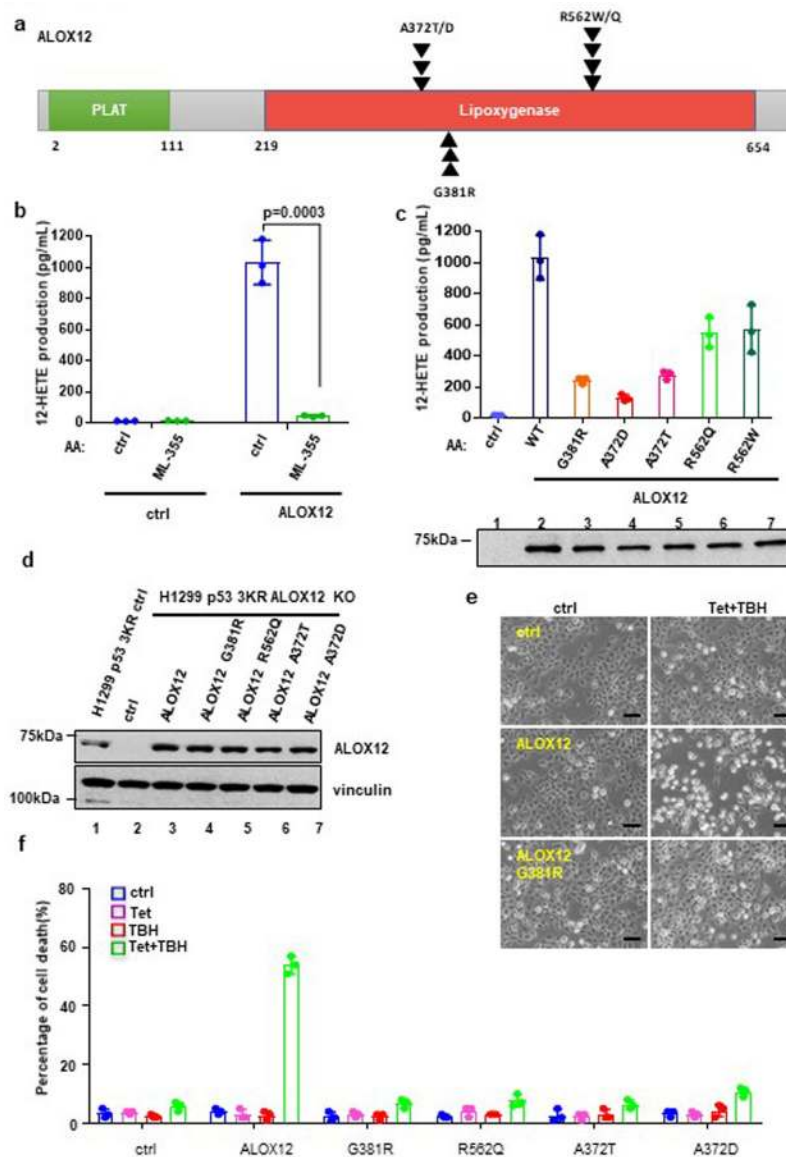 a
ALOX12
A372T/D
R562W/Q
PLAT
Lipoxygenase
2
111
219
654
G381R
b
p=0.0003
12-HETE production (pg/mL)
1200
1000
800
600
400
200
0
AA:
ctrl
ML-355
ctrl
ML-355
ctrl
ALOX12
c
12-HETE production (pg/mL)
1200
1000
800
600
400
200
0
AA:
ctrl
WT
G381R
A372D
A372T
R562Q
R562W
ALOX12
1 2 3 4 5 6 7
75kDa
d
H1299 p53 3KR ALOX12 KO
H1299 p53 3KR ctrl
ctrl
ALOX12
ALOX12 G381R
ALOX12 R562Q
ALOX12 A372T
ALOX12 A372D
75kDa
ALOX12
vinculin
100kDa
1 2 3 4 5 6 7
e
ctrl
Tet+TBH
ctrl
ALOX12
ALOX12
G381R
f
Percentage of cell death(%)
80
60
40
20
0
ctrl
Tet
TBH
Tet+TBH
ctrl
ALOX12
G381R
R562Q
A372T
A372D